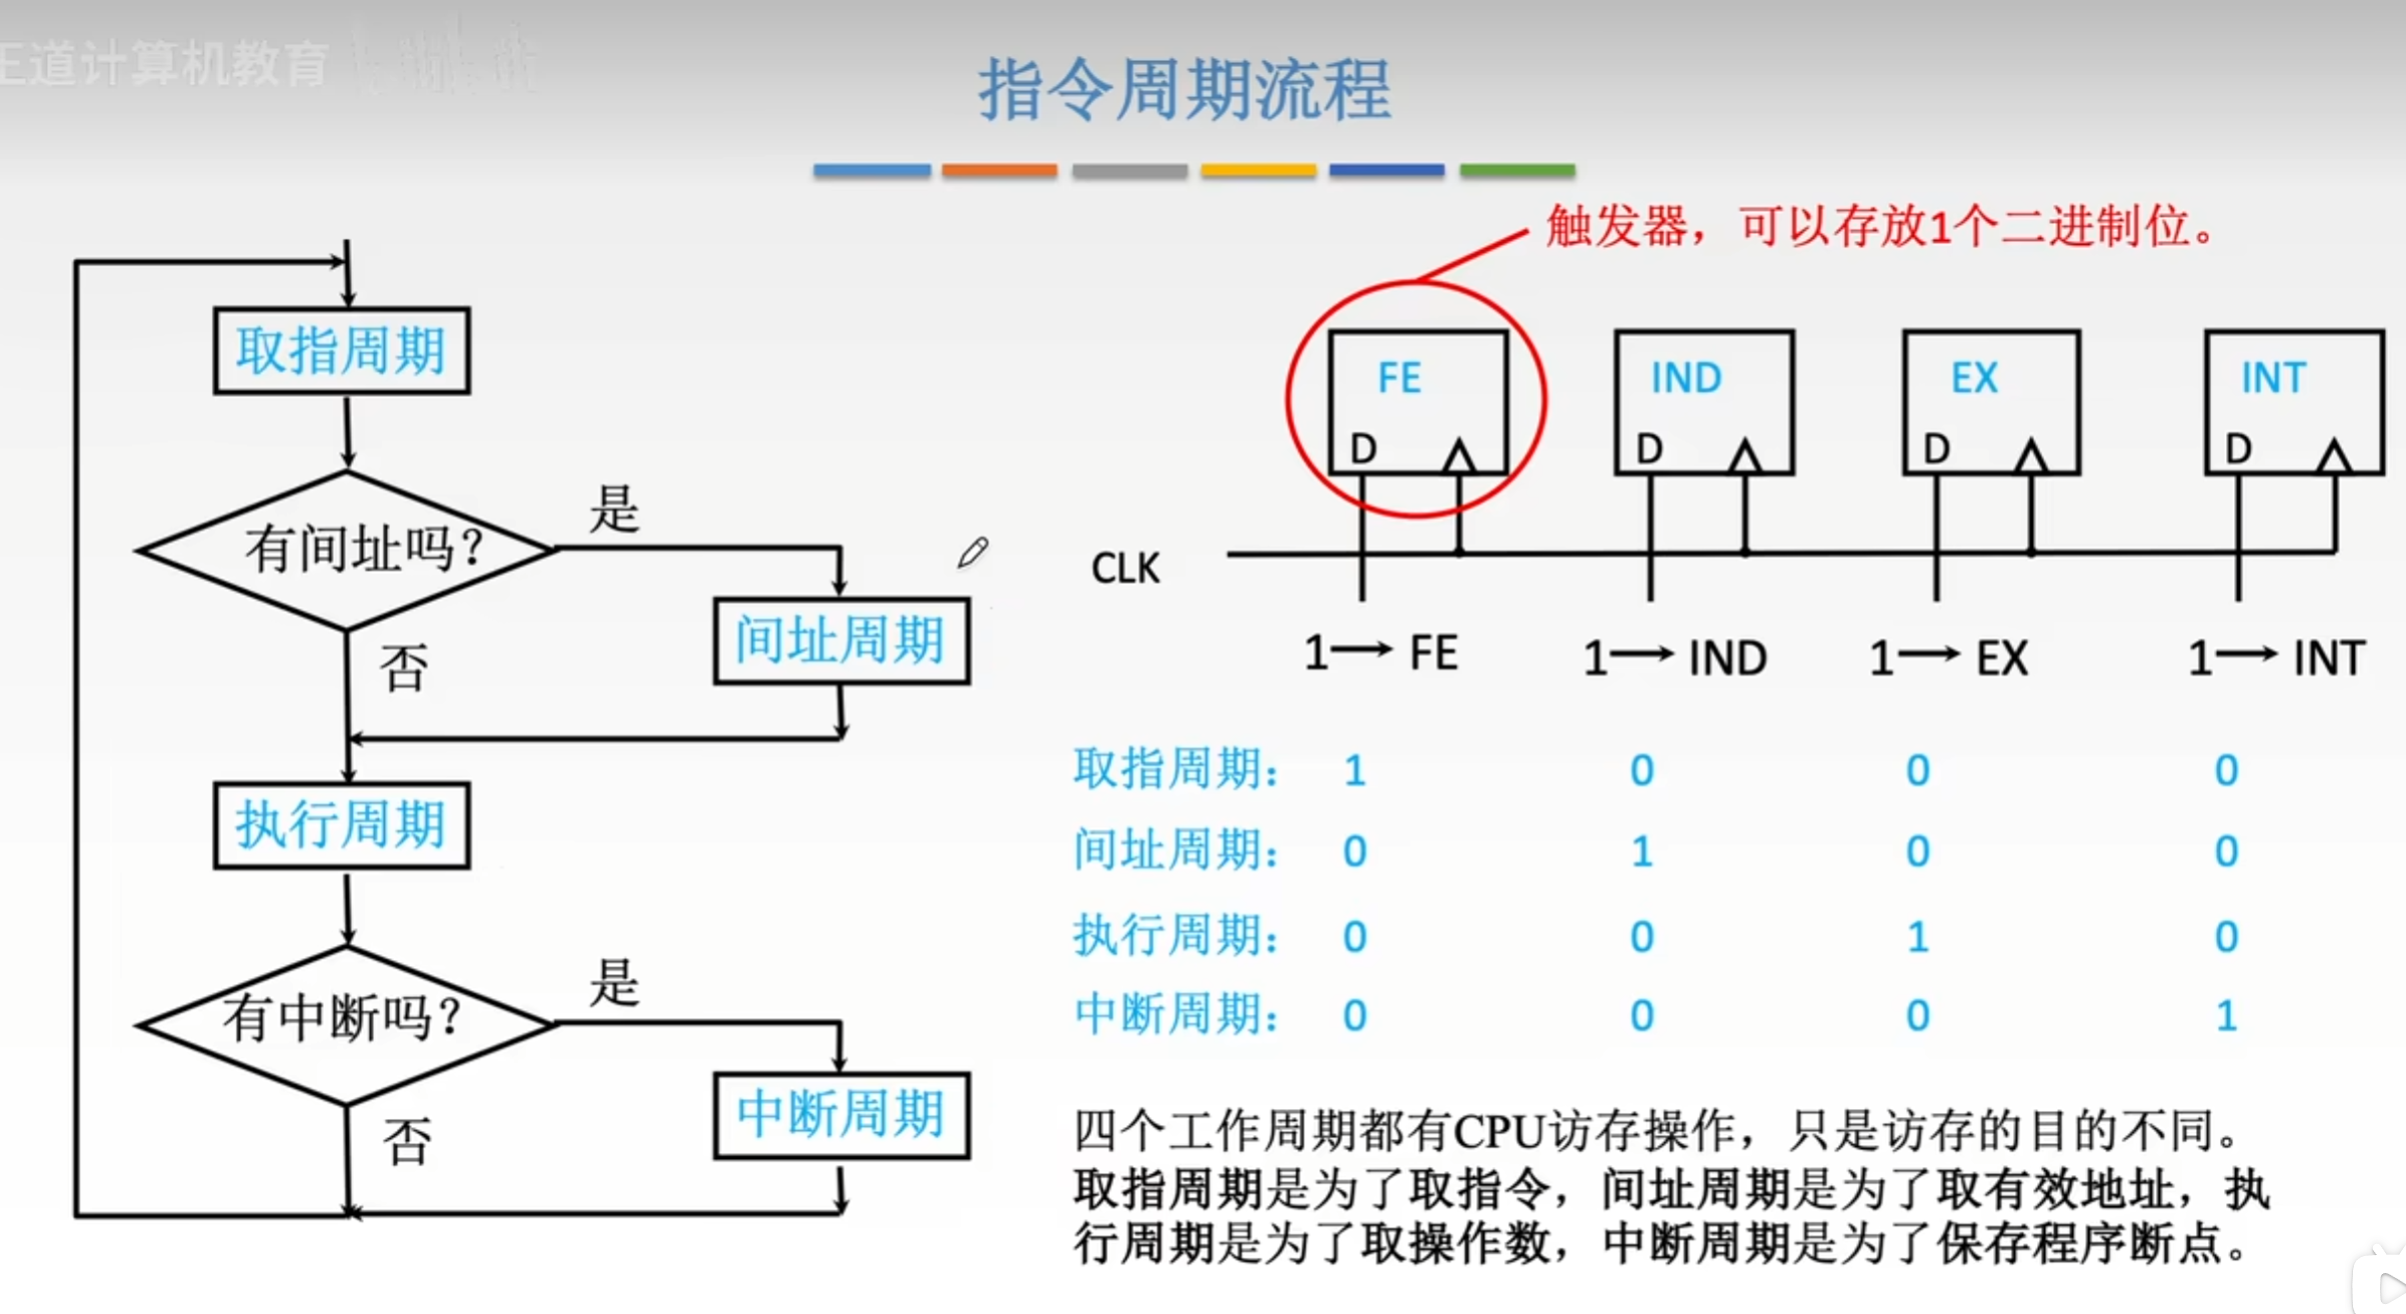 王道计算机教育
指令周期流程
触发器，可以存放1个二进制位。
取指周期
有间址吗？
是
间址周期
否
执行周期
有中断吗？
是
中断周期
否
FE IND EX INT
D D D D
CLK
1→ FE 1→ IND 1→ EX 1→ INT
取指周期： 1 0 0 0
间址周期： 0 1 0 0
执行周期： 0 0 1 0
中断周期： 0 0 0 1
四个工作周期都有CPU访存操作，只是访存的目的不同。
取指周期是为了取指令，间址周期是为了取有效地址，执
行周期是为了取操作数，中断周期是为了保存程序断点。